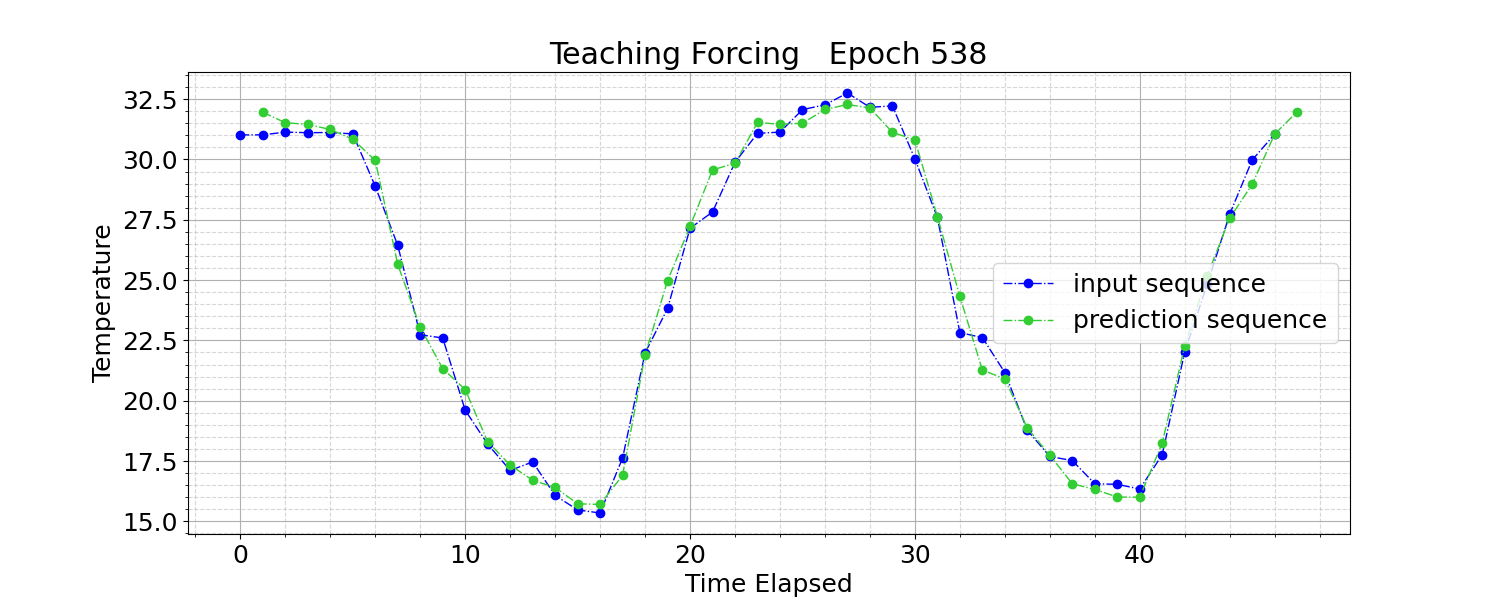 Teaching Forcing   Epoch 538
32.5
30.0
27.5
25.0
22.5
20.0
17.5
15.0
Temperature
input sequence
prediction sequence
0 10 20 30 40
Time Elapsed